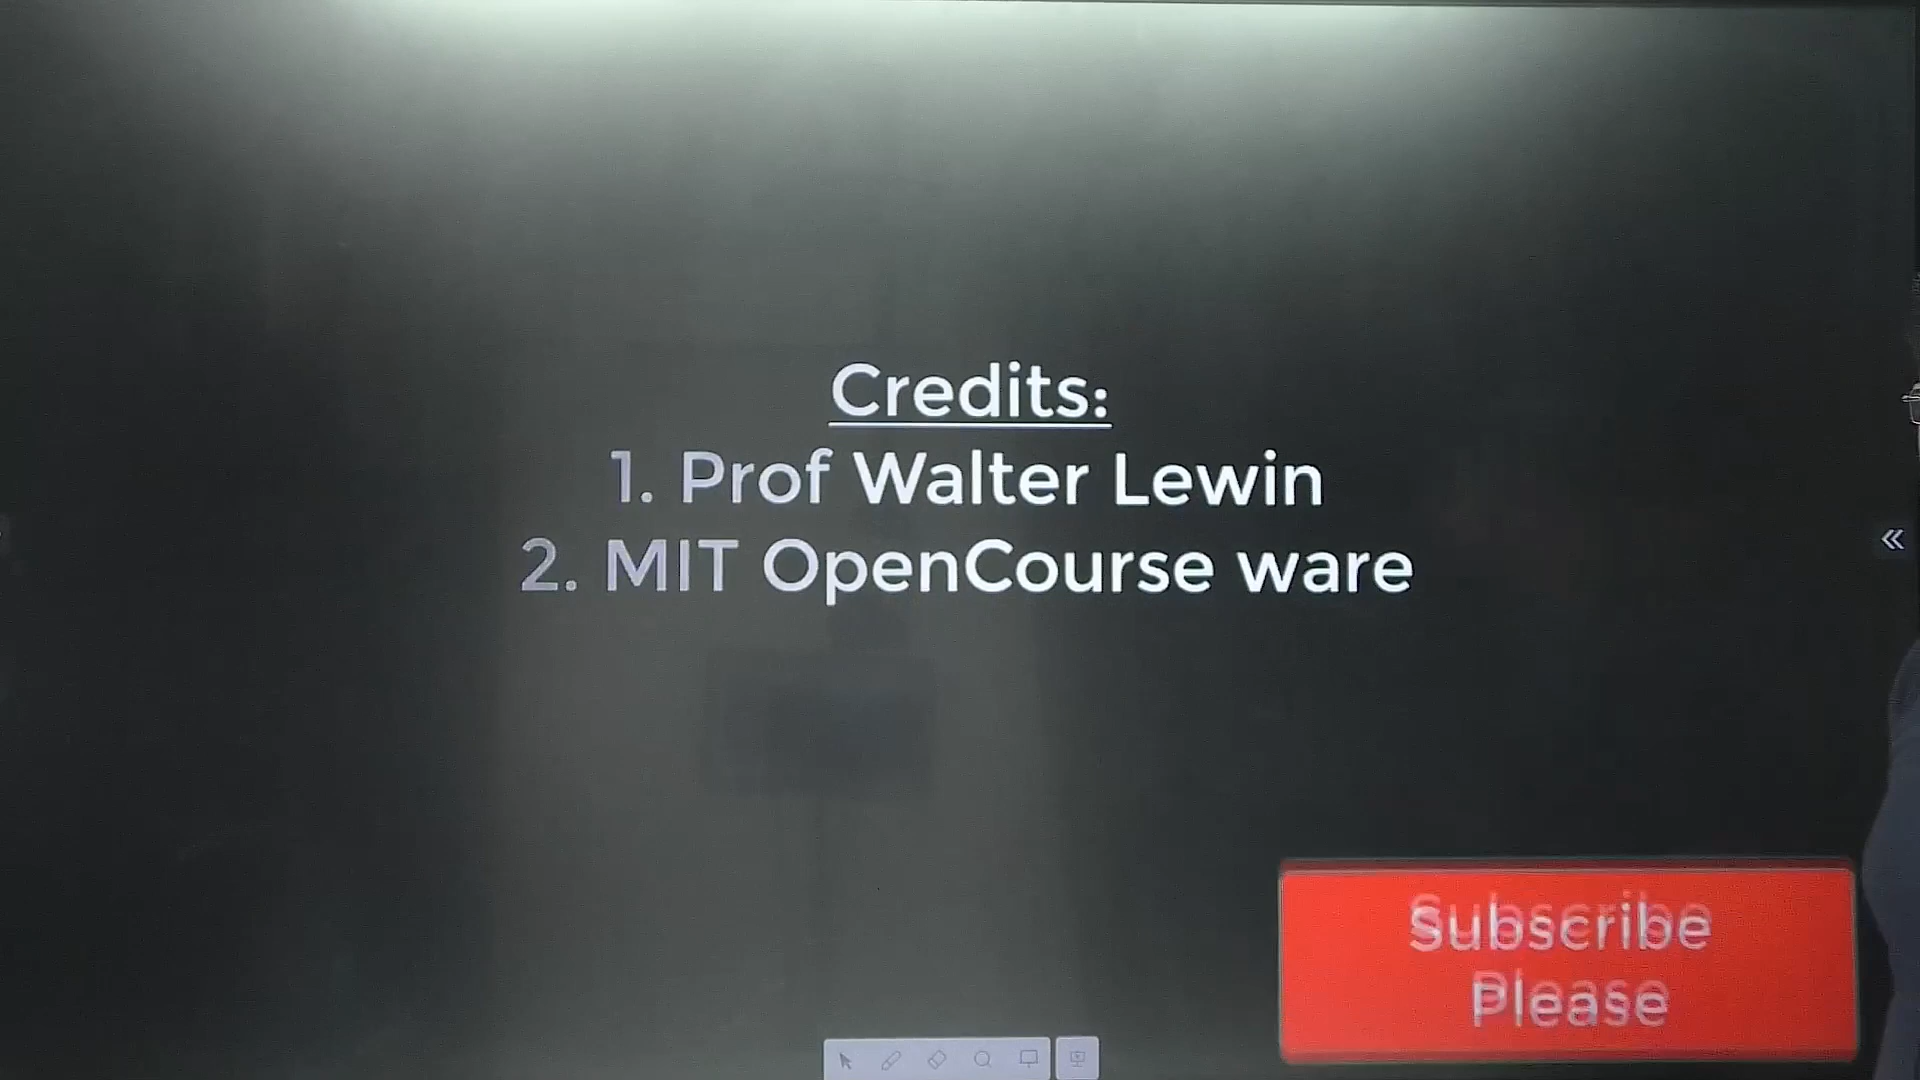 Credits:
1. Prof Walter Lewin
2. MIT OpenCourse ware
Subscribe
Please